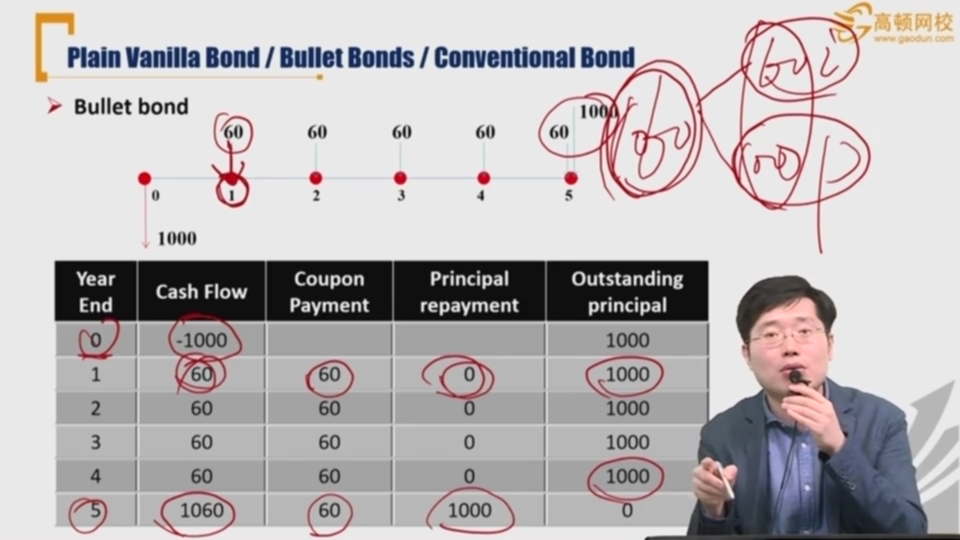 高顿网校
www.gaodun.com
Plain Vanilla Bond / Bullet Bonds / Conventional Bond
Bullet bond
1000
60 60 60 60 60
0 1 2 3 4 5
1000
Year End Cash Flow Coupon Payment Principal repayment Outstanding principal
0 -1000 1000
1 60 60 0 1000
2 60 60 0 1000
3 60 60 0 1000
4 60 60 0 1000
5 1060 60 1000 0